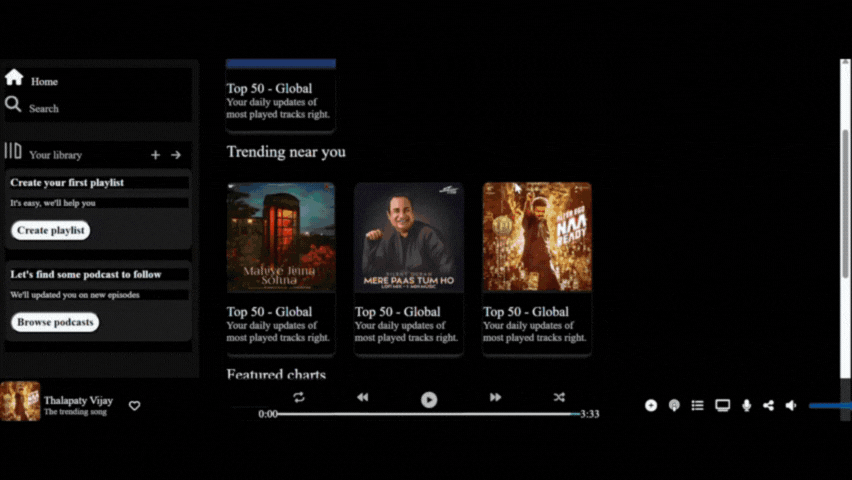 Home
Search
Your library
Create your first playlist
It's easy, we'll help you
Create playlist
Let's find some podcast to follow
We'll updated you on new episodes
Browse podcasts
Top 50 - Global
Your daily updates of
most played tracks right.
Trending near you
Mahiye Jinna
Sohna
MERE PAAS TUM HO
NAA
READY
Top 50 - Global
Your daily updates of
most played tracks right.
Top 50 - Global
Your daily updates of
most played tracks right.
Top 50 - Global
Your daily updates of
most played tracks right.
Featured charts
Thalapaty Vijay
The trending song
0:00
3:33